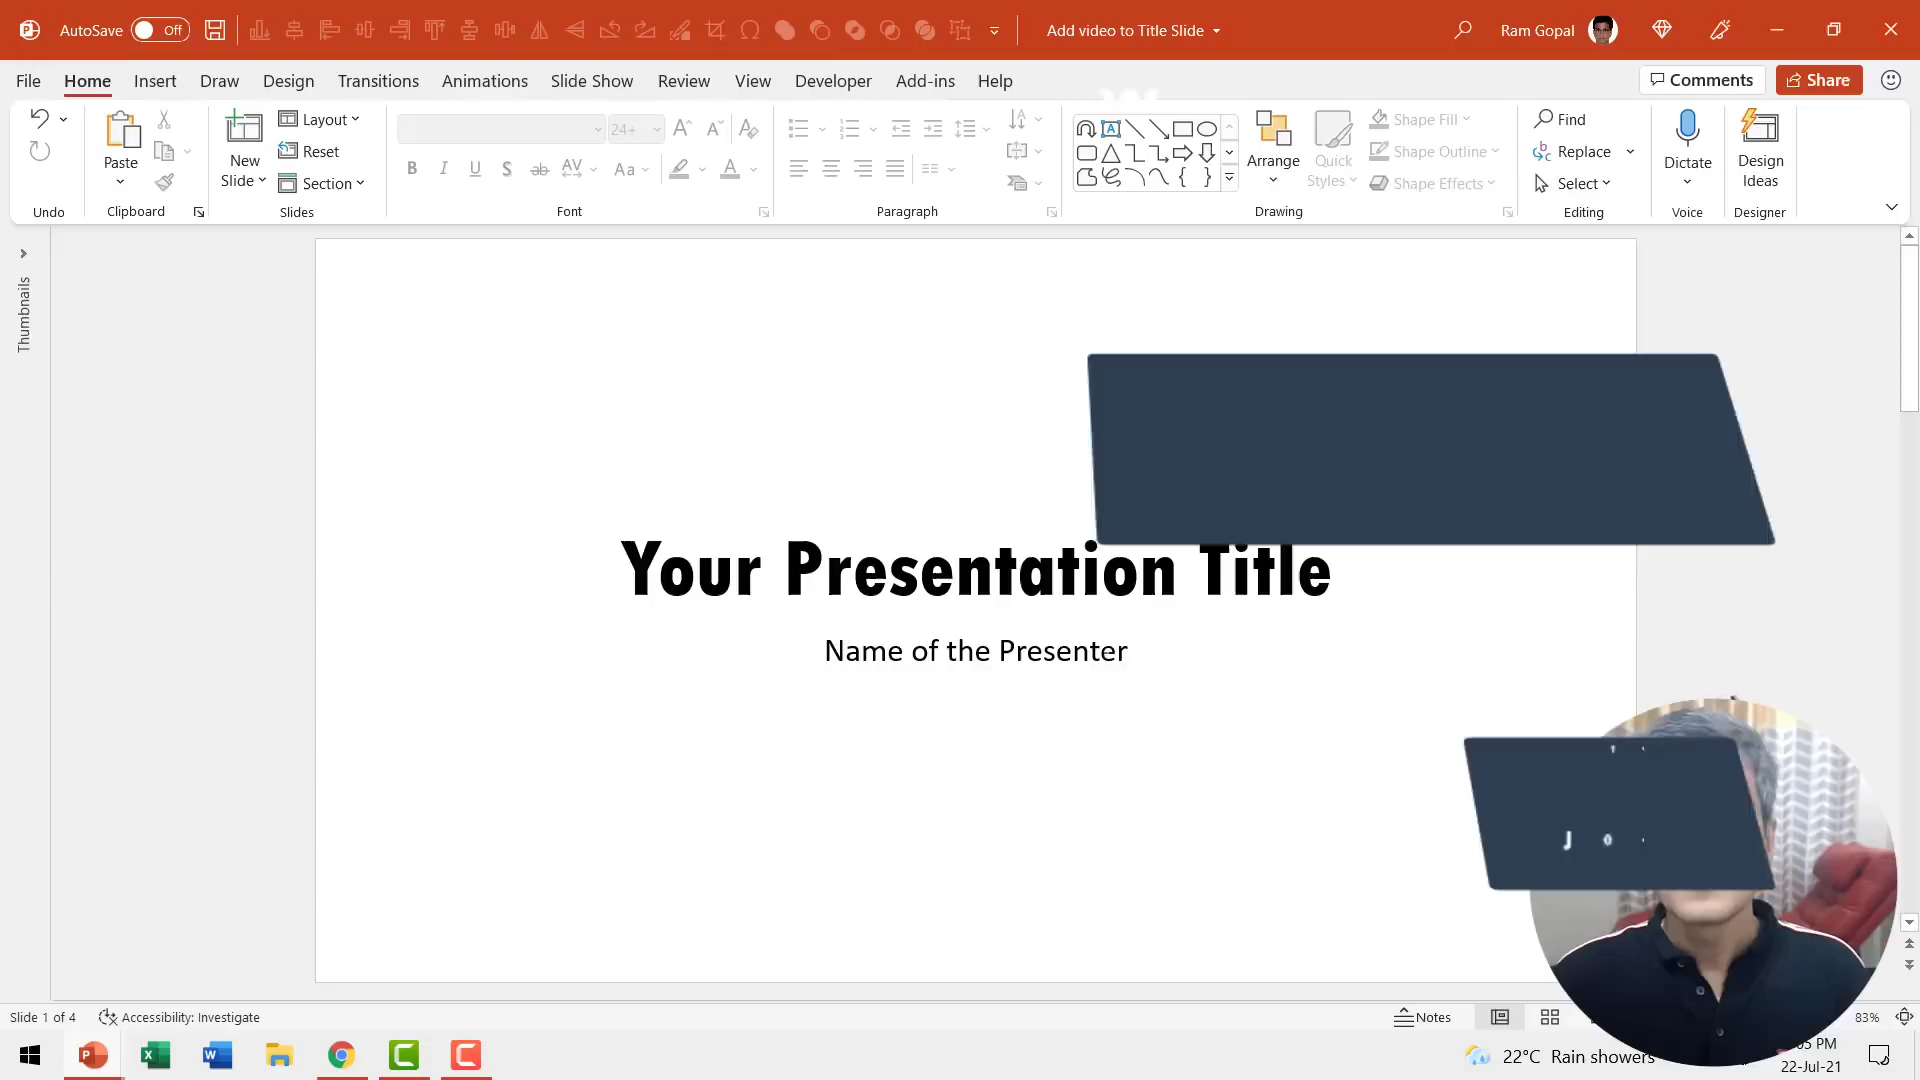 AutoSave Off Add video to Title Slide Ram Gopal
File Home Insert Draw Design Transitions Animations Slide Show Review View Developer Add-ins Help Comments Share
Paste
New Slide
Layout
Reset
Section
24+
Arrange
Quick Styles
Shape Fill
Shape Outline
Shape Effects
Find
Replace
Select
Dictate
Design Ideas
Undo Clipboard Slides Font Paragraph Drawing Editing Voice Designer
Thumbnails
Your Presentation Title
Name of the Presenter
J o
Slide 1 of 4 Accessibility: Investigate Notes 83%
22°C Rain showers
05 PM
22-Jul-21